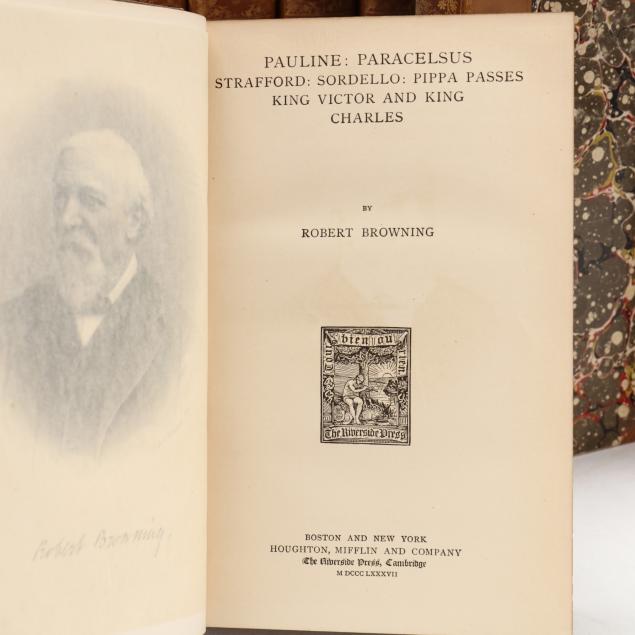 PAULINE: PARACELSUS
STRAFFORD: SORDELLO: PIPPA PASSES
KING VICTOR AND KING
CHARLES
BY
ROBERT BROWNING
Tout bien ou rien
The Riverside Press
BOSTON AND NEW YORK
HOUGHTON, MIFFLIN AND COMPANY
The Riverside Press, Cambridge
M DCCC LXXXVII
Robert Browning.